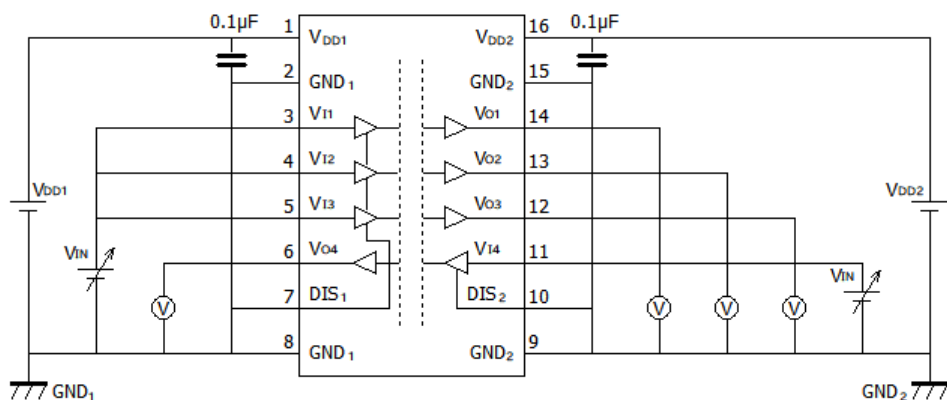 0.1μF 1 16 0.1μF
VDD1 VDD2
2 15
GND1 GND2
3 VI1 VO1 14
4 VI2 VO2 13
VDD1 VDD2
5 VI3 VO3 12
VIN 6 VO4 VI4 11 VIN
V 7 DIS1 DIS2 10 V V V
8 GND1 GND2 9
GND1 GND2